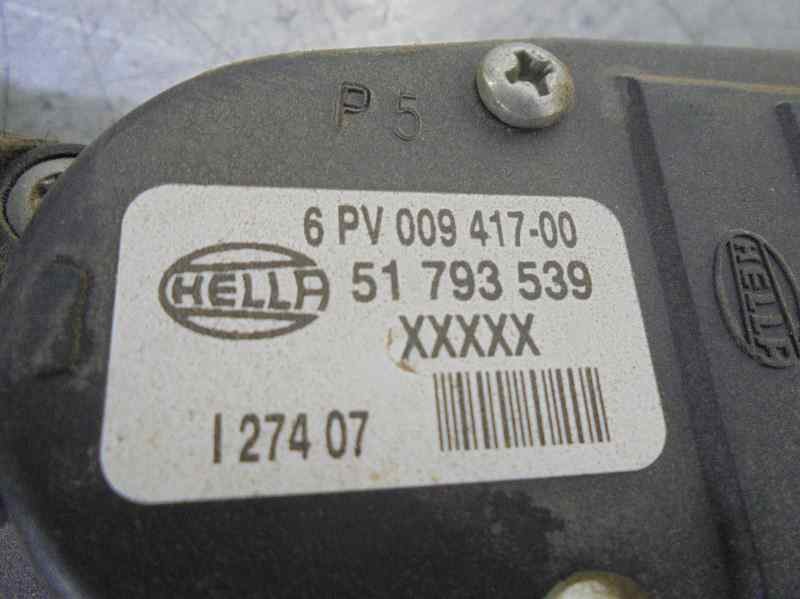 P 5
6 PV 009 417-00
HELLA
51 793 539
XXXXX
I 274 07
HELLA